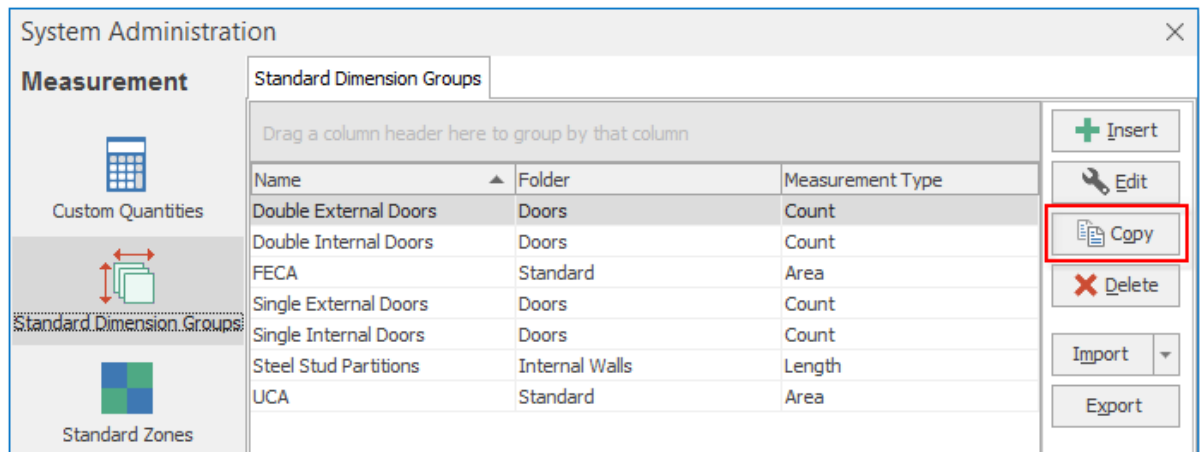 System Administration
Measurement
Custom Quantities
Standard Dimension Groups
Standard Zones
Standard Dimension Groups
Drag a column header here to group by that column
Name Folder Measurement Type
Double External Doors Doors Count
Double Internal Doors Doors Count
FECA Standard Area
Single External Doors Doors Count
Single Internal Doors Doors Count
Steel Stud Partitions Internal Walls Length
UCA Standard Area
Insert
Edit
Copy
Delete
Import
Export